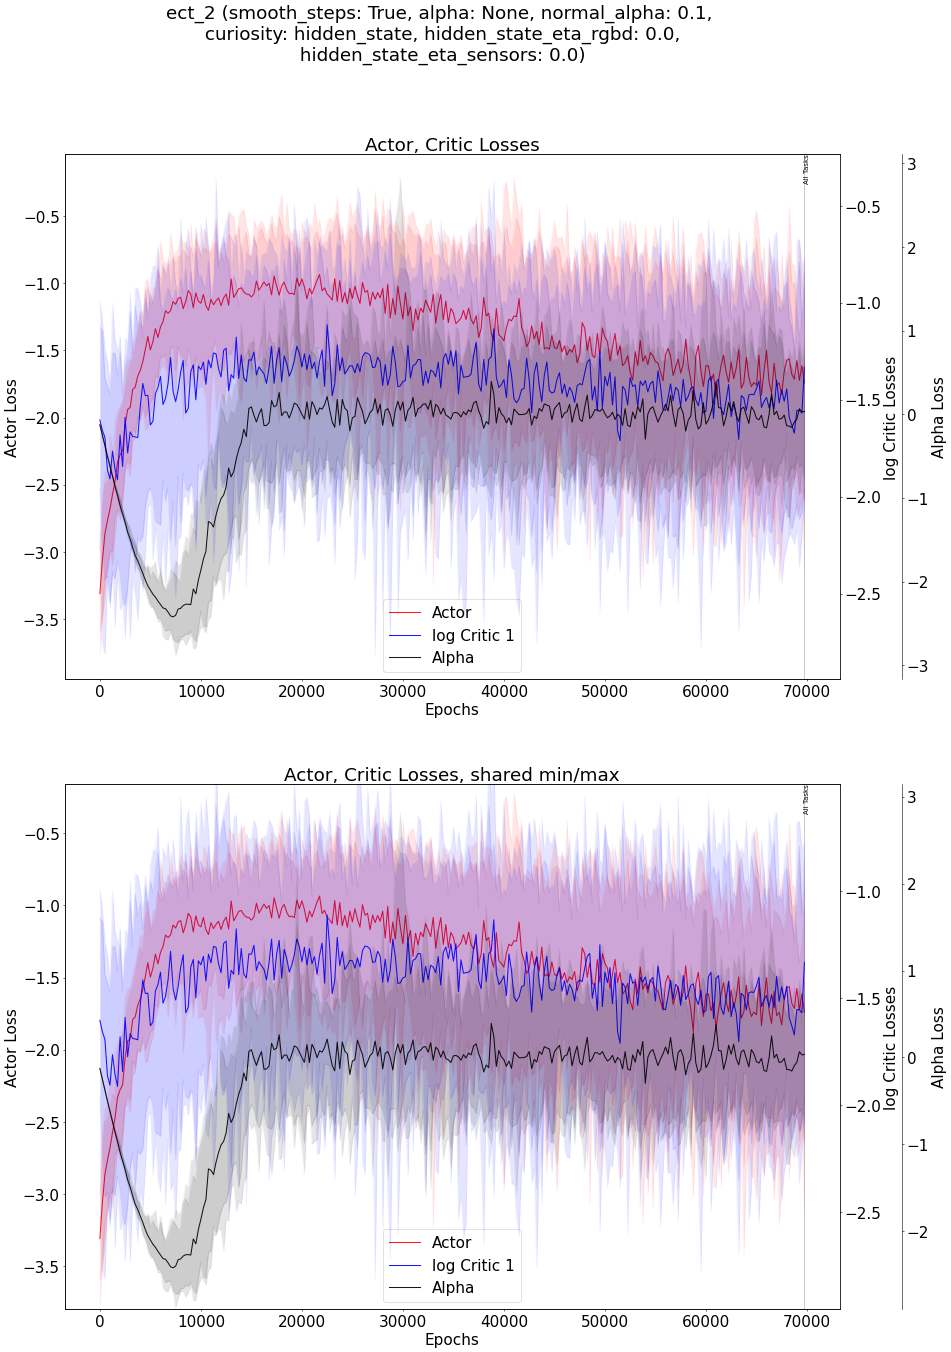 ect_2 (smooth_steps: True, alpha: None, normal_alpha: 0.1,
curiosity: hidden_state, hidden_state_eta_rgbd: 0.0,
hidden_state_eta_sensors: 0.0)
Actor, Critic Losses
All Tasks
−0.5
−1.0
−1.5
−2.0
−2.5
−3.0
−3.5
Actor Loss
−0.5
−1.0
−1.5
−2.0
−2.5
log Critic Losses
3
2
1
0
−1
−2
−3
Alpha Loss
Actor
log Critic 1
Alpha
0 10000 20000 30000 40000 50000 60000 70000
Epochs
Actor, Critic Losses, shared min/max
All Tasks
−0.5
−1.0
−1.5
−2.0
−2.5
−3.0
−3.5
Actor Loss
−1.0
−1.5
−2.0
−2.5
log Critic Losses
3
2
1
0
−1
−2
Alpha Loss
Actor
log Critic 1
Alpha
0 10000 20000 30000 40000 50000 60000 70000
Epochs